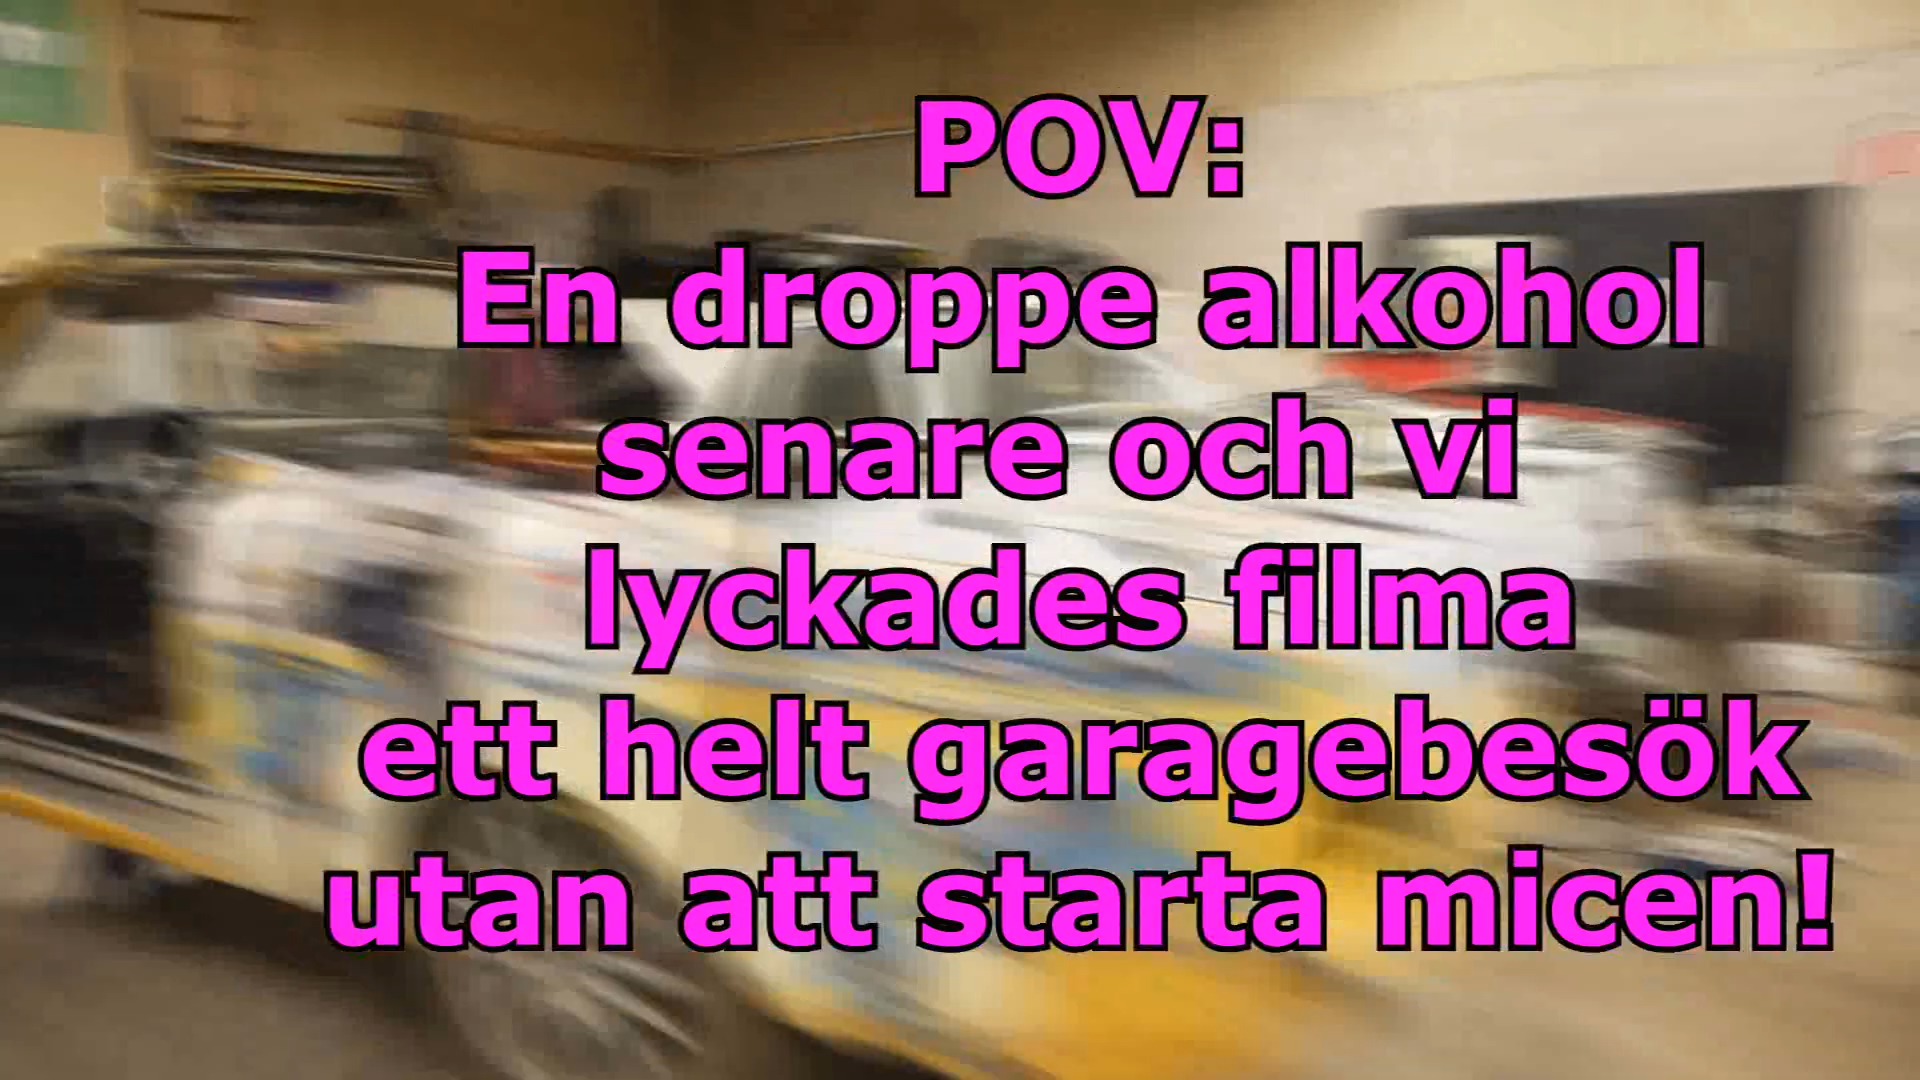 POV:
En droppe alkohol
senare och vi
lyckades filma
ett helt garagebesök
utan att starta micen!